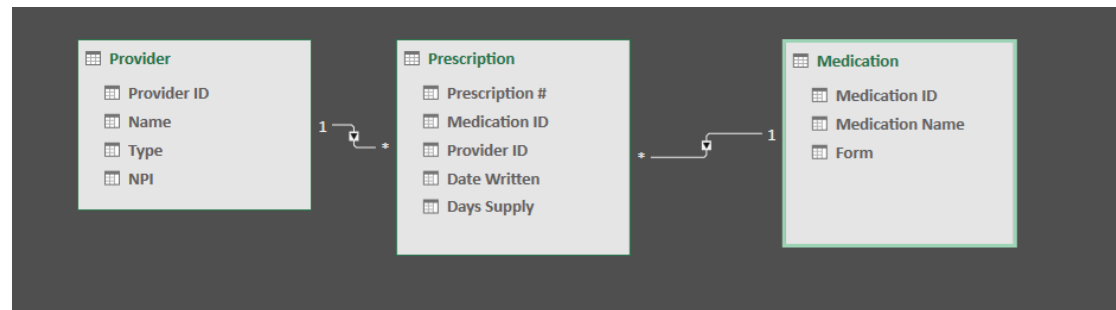 Provider
Provider ID
Name
Type
NPI
1
*
Prescription
Prescription #
Medication ID
Provider ID
Date Written
Days Supply
*
1
Medication
Medication ID
Medication Name
Form